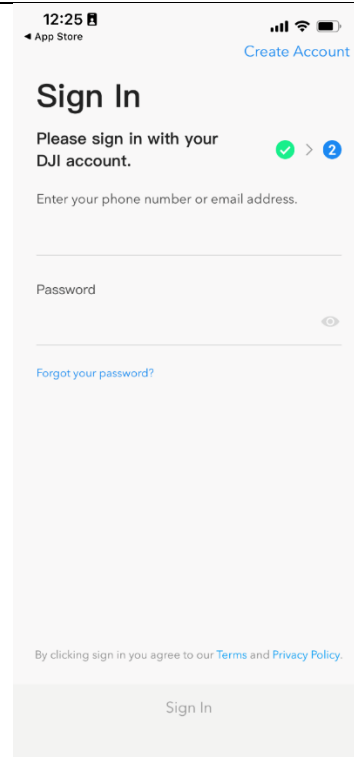 12:25
◀ App Store
Create Account
Sign In
Please sign in with your
DJI account.
2
Enter your phone number or email address.
Password
Forgot your password?
By clicking sign in you agree to our Terms and Privacy Policy.
Sign In